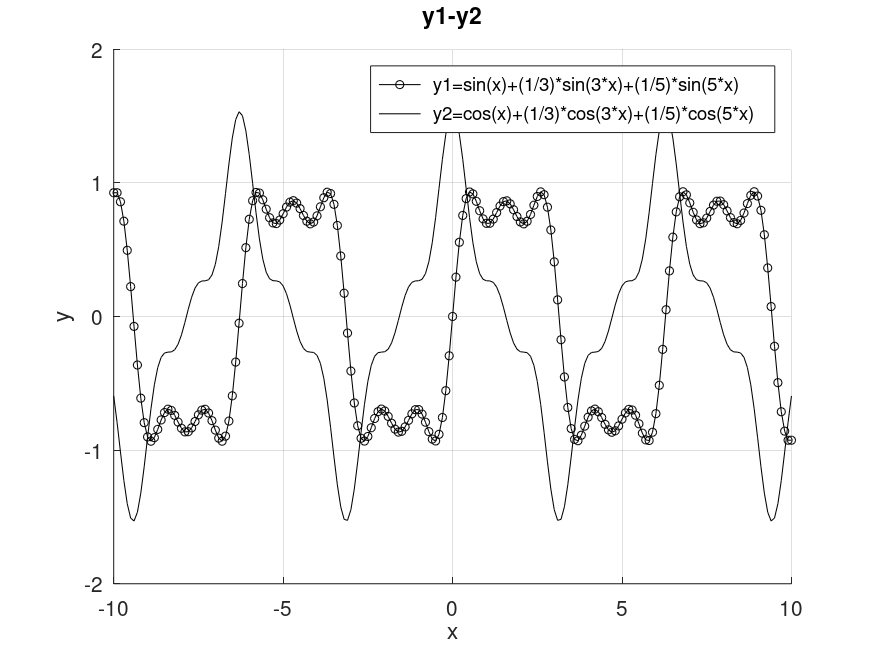 y1-y2
y1=sin(x)+(1/3)*sin(3*x)+(1/5)*sin(5*x)
y2=cos(x)+(1/3)*cos(3*x)+(1/5)*cos(5*x)
2
1
0
-1
-2
y
-10
-5
0
5
10
x